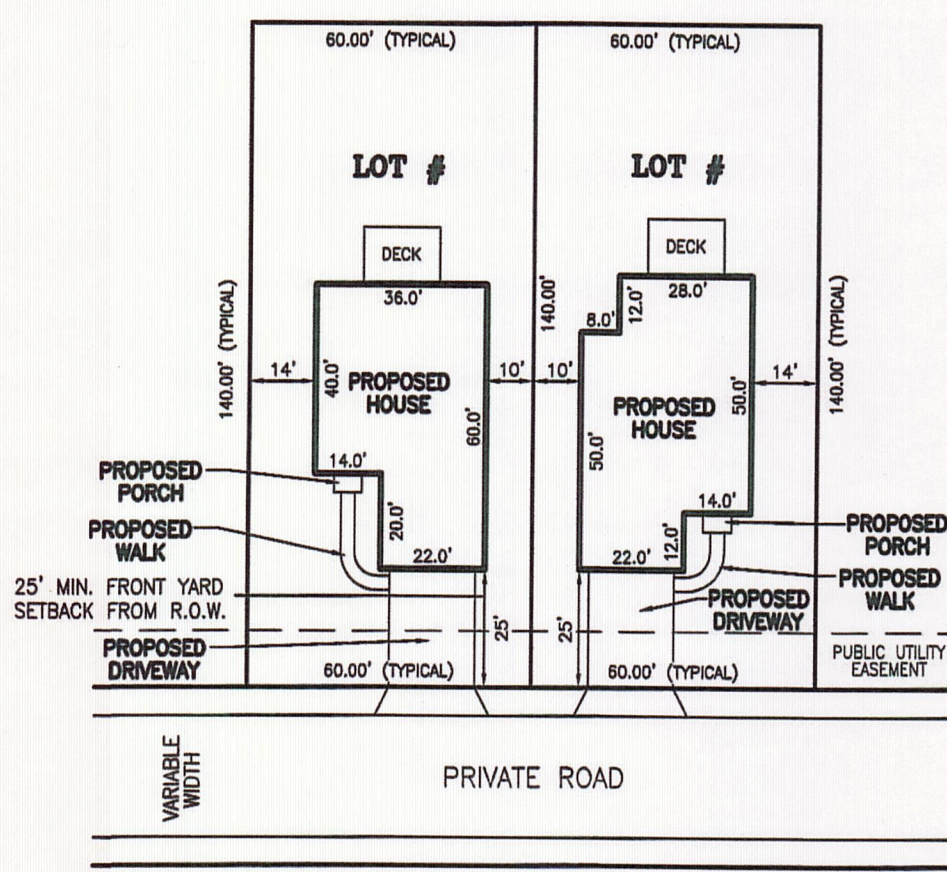 60.00' (TYPICAL)
60.00' (TYPICAL)
LOT #
LOT #
DECK
DECK
36.0'
28.0'
8.0'
12.0'
140.00' (TYPICAL)
140.00'
140.00' (TYPICAL)
14'
40.0'
PROPOSED
HOUSE
10'
10'
PROPOSED
HOUSE
14'
60.0'
50.0'
50.0'
14.0'
14.0'
PROPOSED
PORCH
PROPOSED
WALK
20.0'
22.0'
22.0'
12.0'
PROPOSED
PORCH
PROPOSED
WALK
25' MIN. FRONT YARD
SETBACK FROM R.O.W.
PROPOSED
DRIVEWAY
25'
25'
PROPOSED
DRIVEWAY
PUBLIC UTILITY
EASEMENT
60.00' (TYPICAL)
60.00' (TYPICAL)
VARIABLE
WIDTH
PRIVATE ROAD